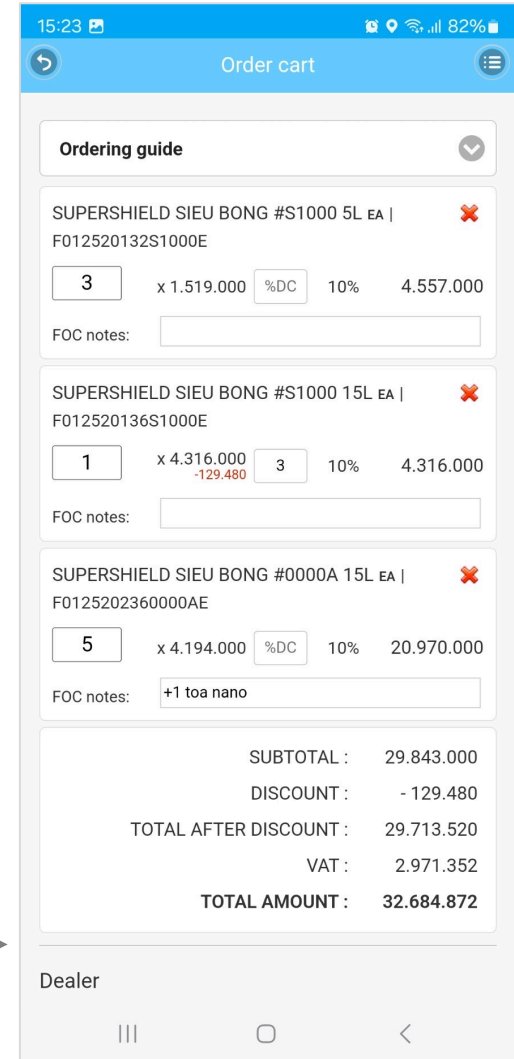 15:23 82%
Order cart
Ordering guide
SUPERSHIELD SIEU BONG #S1000 5L EA |
F012520132S1000E
3 x 1.519.000 %DC 10% 4.557.000
FOC notes:
SUPERSHIELD SIEU BONG #S1000 15L EA |
F012520136S1000E
1 x 4.316.000 3 10% 4.316.000
-129.480
FOC notes:
SUPERSHIELD SIEU BONG #0000A 15L EA |
F0125202360000AE
5 x 4.194.000 %DC 10% 20.970.000
FOC notes: +1 toa nano
SUBTOTAL : 29.843.000
DISCOUNT : - 129.480
TOTAL AFTER DISCOUNT : 29.713.520
VAT : 2.971.352
TOTAL AMOUNT : 32.684.872
Dealer